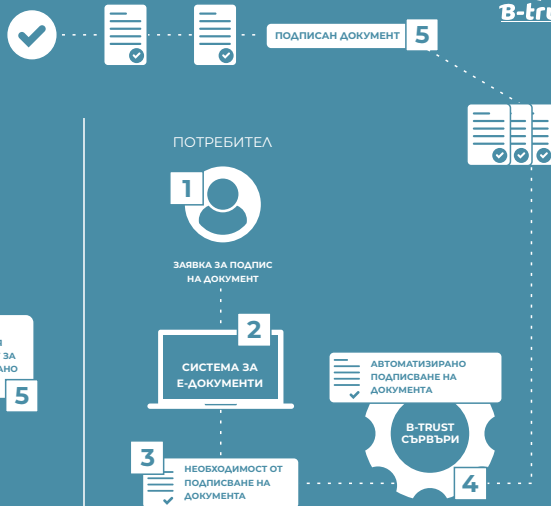 B-tru
ПОДПИСАН ДОКУМЕНТ 5
ПОТРЕБИТЕЛ
1
ЗАЯВКА ЗА ПОДПИС
НА ДОКУМЕНТ
2
СИСТЕМА ЗА
Е-ДОКУМЕНТИ
3
НЕОБХОДИМОСТ ОТ
ПОДПИСВАНЕ НА
ДОКУМЕНТА
АВТОМАТИЗИРАНО
ПОДПИСВАНЕ НА
ДОКУМЕНТА
B-TRUST
СЪРВЪРИ
4
ЗА
АНО
5